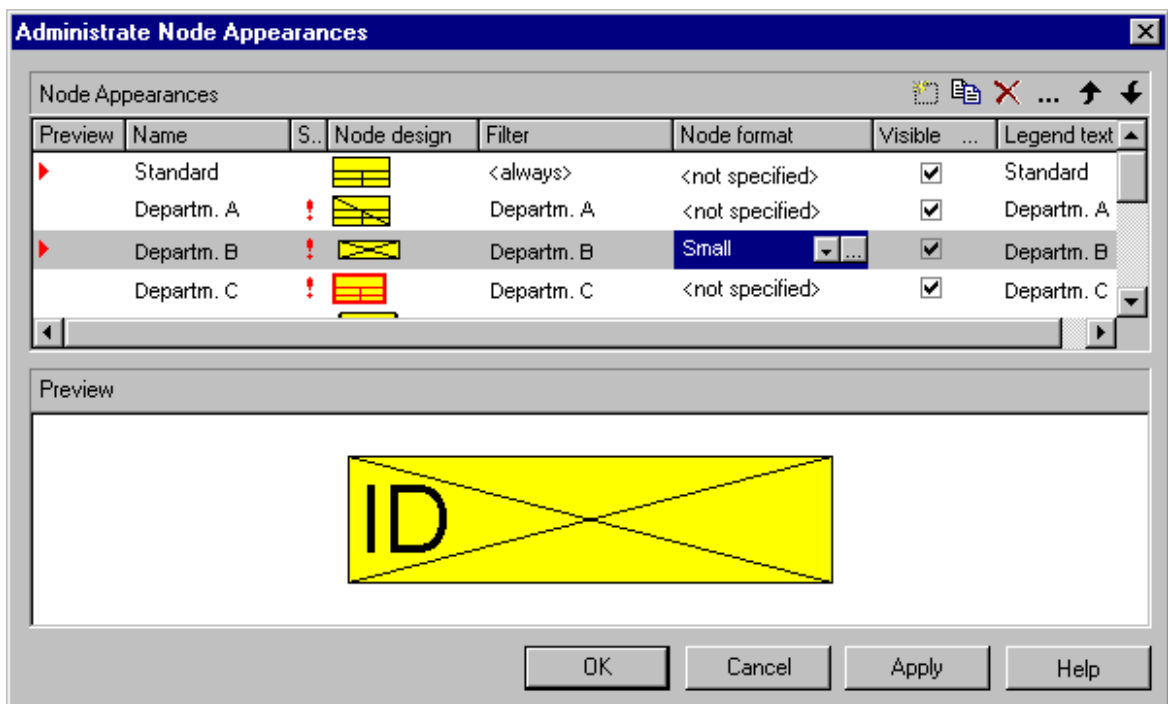 Administrate Node Appearances
Node Appearances ...
Preview Name S.. Node design Filter Node format Visible ... Legend text
Standard <always> <not specified> Standard
Departm. A Departm. A <not specified> Departm. A
Departm. B Departm. B Small ... Departm. B
Departm. C Departm. C <not specified> Departm. C
Preview
ID
OK Cancel Apply Help